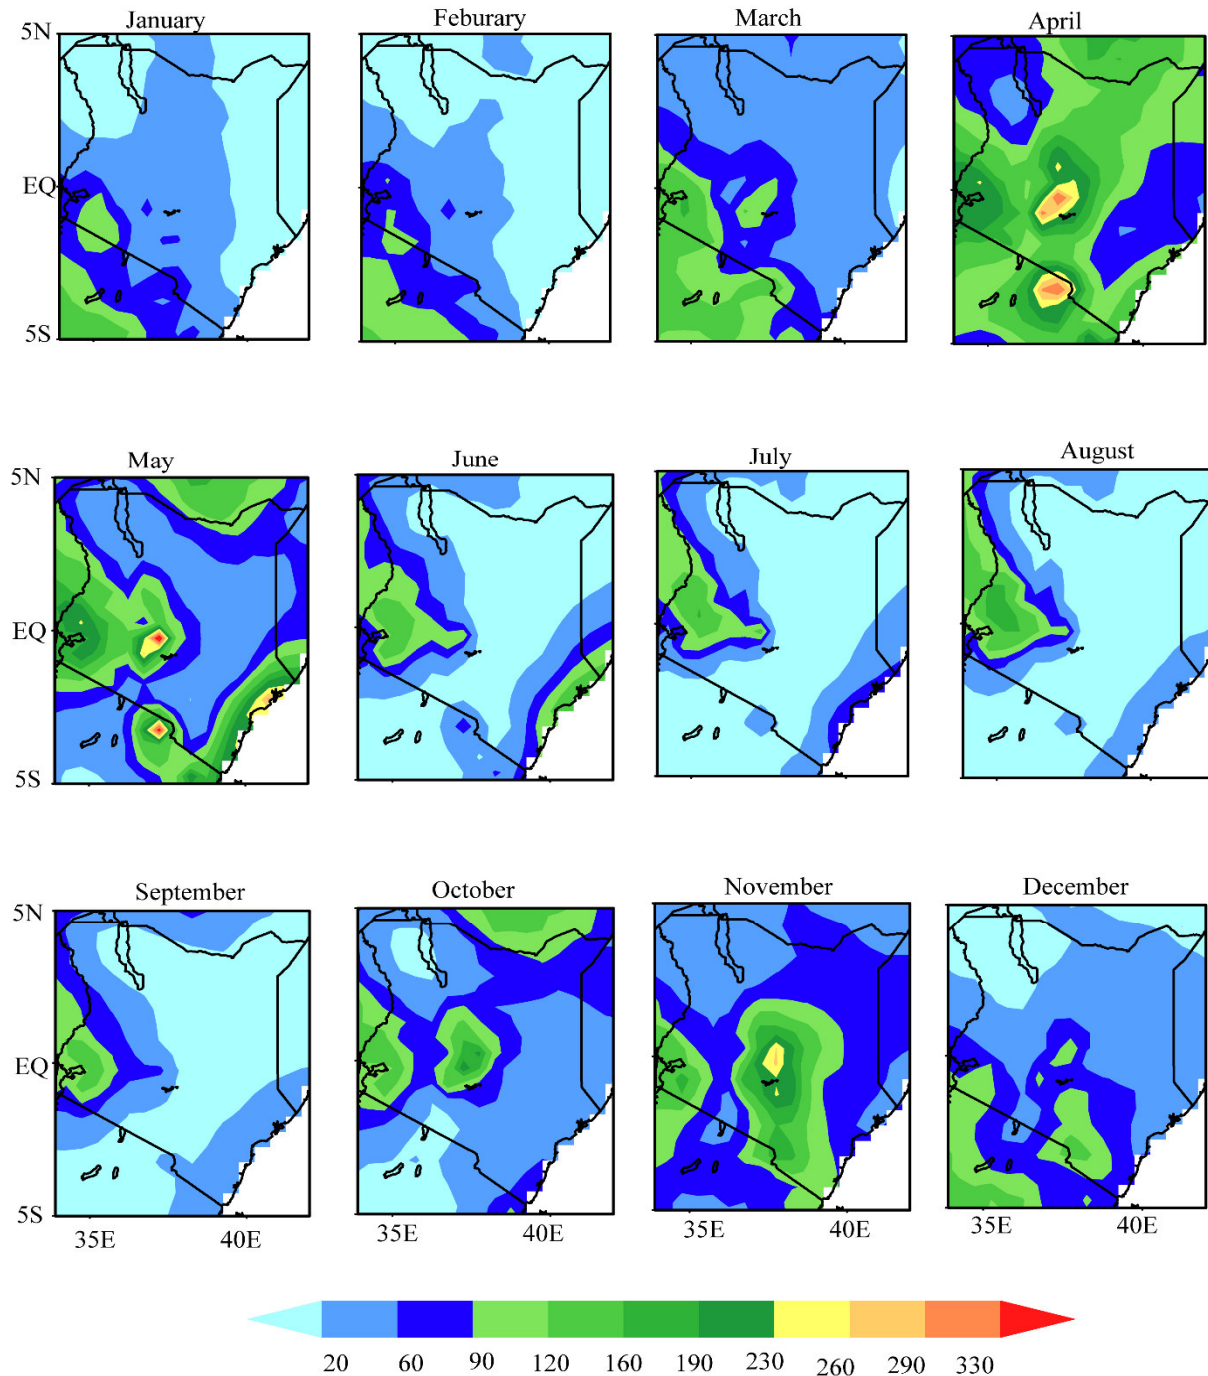 January
Feburary
March
April
5N
EQ
5S
May
June
July
August
5N
EQ
5S
September
October
November
December
5N
EQ
5S
35E
40E
35E
40E
35E
40E
35E
40E
20
60
90
120
160
190
230
260
290
330